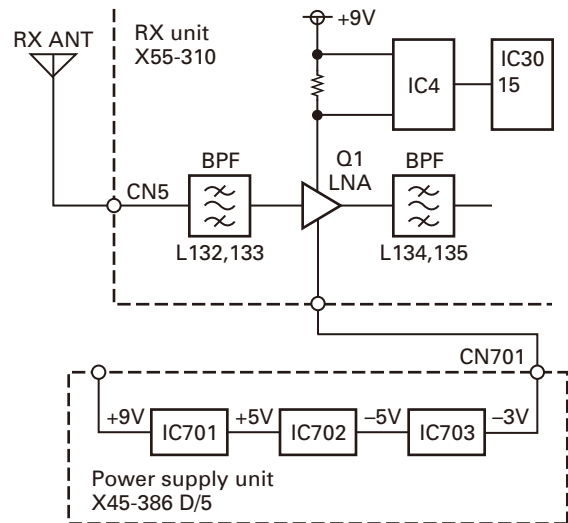 +9V
RX ANT
RX unit
X55-310
IC4
IC30
15
CN5
BPF
Q1
LNA
BPF
L132,133
L134,135
CN701
+9V
IC701
+5V
IC702
–5V
IC703
–3V
Power supply unit
X45-386 D/5